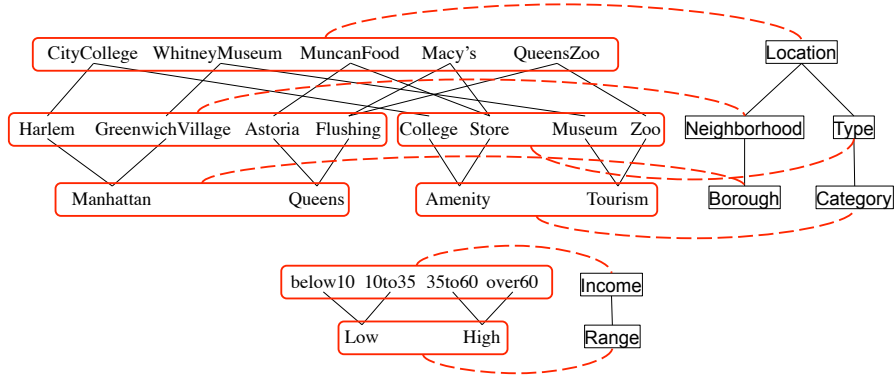 CityCollege WhitneyMuseum MuncanFood Macy's QueensZoo Location
Harlem GreenwichVillage Astoria Flushing College Store Museum Zoo Neighborhood Type
Manhattan Queens Amenity Tourism Borough Category
below10 10to35 35to60 over60 Income
Low High Range